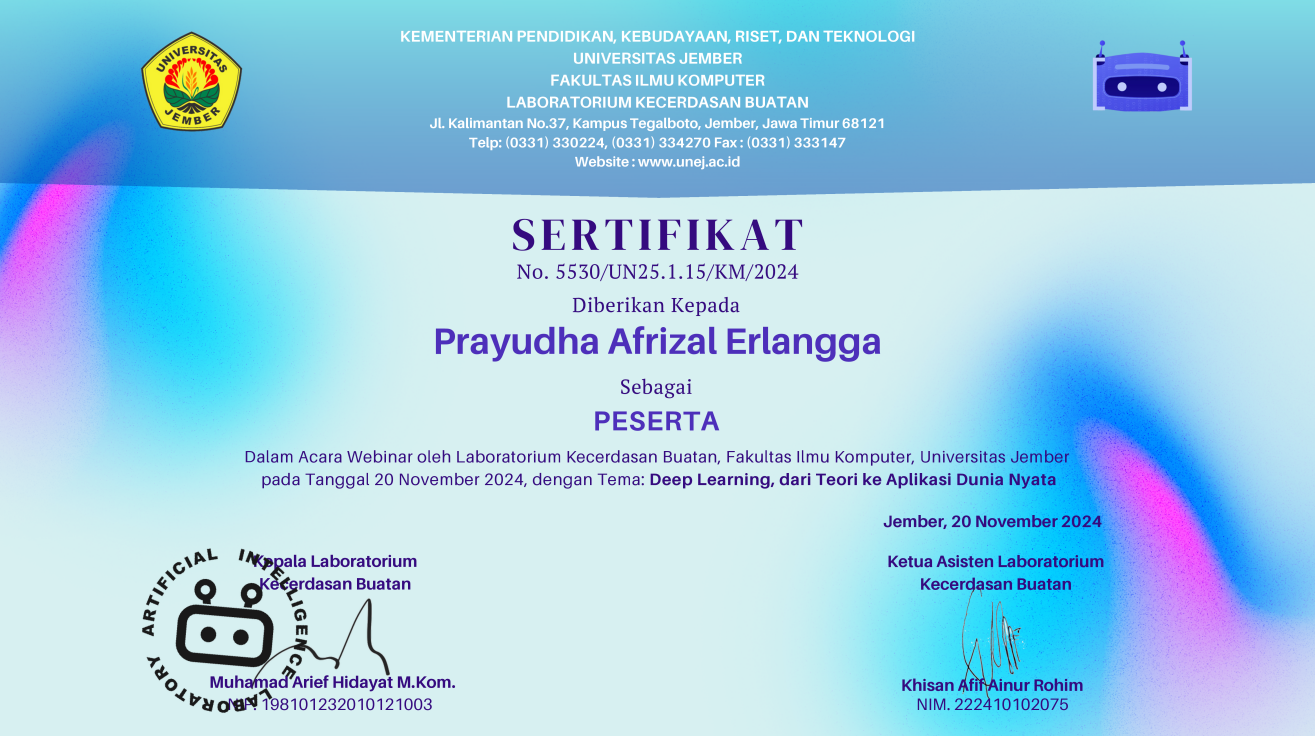 UNIVERSITAS
JEMBER
KEMENTERIAN PENDIDIKAN, KEBUDAYAAN, RISET, DAN TEKNOLOGI
UNIVERSITAS JEMBER
FAKULTAS ILMU KOMPUTER
LABORATORIUM KECERDASAN BUATAN
Jl. Kalimantan No.37, Kampus Tegalboto, Jember, Jawa Timur 68121
Telp: (0331) 330224, (0331) 334270 Fax : (0331) 333147
Website : www.unej.ac.id
SERTIFIKAT
No. 5530/UN25.1.15/KM/2024
Diberikan Kepada
Prayudha Afrizal Erlangga
Sebagai
PESERTA
Dalam Acara Webinar oleh Laboratorium Kecerdasan Buatan, Fakultas Ilmu Komputer, Universitas Jember
pada Tanggal 20 November 2024, dengan Tema: Deep Learning, dari Teori ke Aplikasi Dunia Nyata
Jember, 20 November 2024
Kepala Laboratorium
Kecerdasan Buatan
ARTIFICIAL INTELLIGENCE LABORATORY
Muhamad Arief Hidayat M.Kom.
NIP. 198101232010121003
Ketua Asisten Laboratorium
Kecerdasan Buatan
Khisan Afif Ainur Rohim
NIM. 222410102075